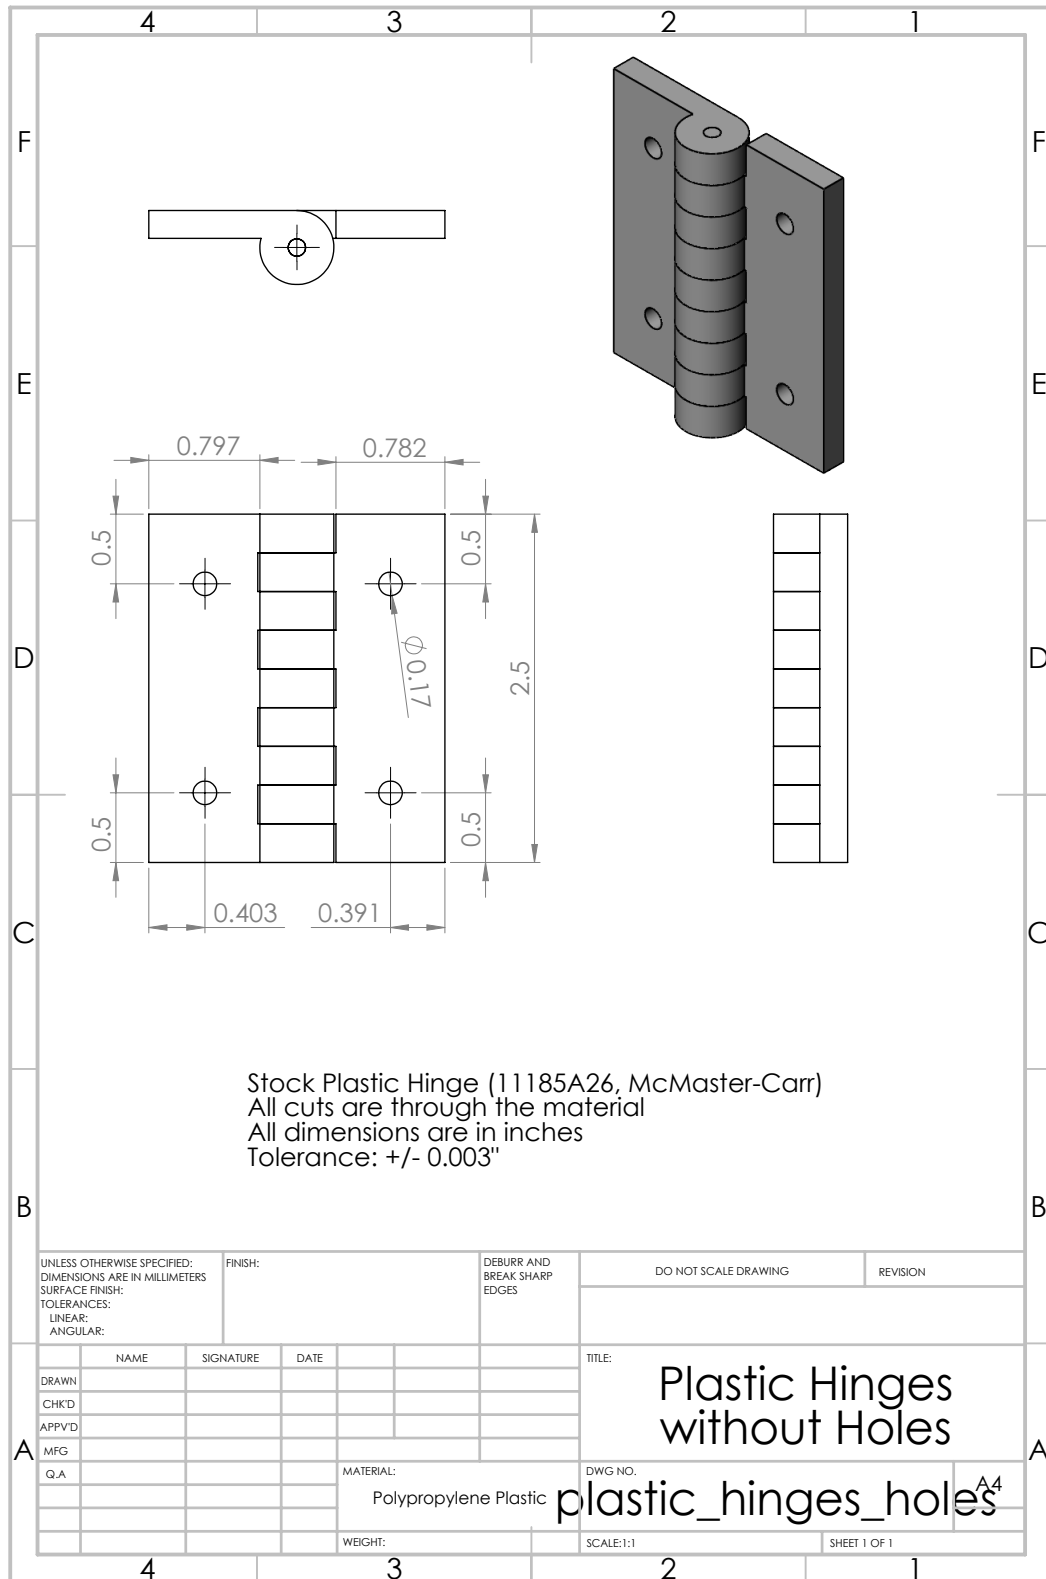 4 3 2 1
F F
E E
0.797 0.782
0.5 0.5
D D
Ø0.17
2.5
0.5 0.5
0.403 0.391
C C
Stock Plastic Hinge (11185A26, McMaster-Carr)
All cuts are through the material
All dimensions are in inches
Tolerance: +/- 0.003"
B B
UNLESS OTHERWISE SPECIFIED:
DIMENSIONS ARE IN MILLIMETERS
SURFACE FINISH:
TOLERANCES:
LINEAR:
ANGULAR:
FINISH:
DEBURR AND
BREAK SHARP
EDGES
DO NOT SCALE DRAWING
REVISION
NAME SIGNATURE DATE
DRAWN
CHK'D
APPV'D
MFG
Q.A
TITLE:
Plastic Hinges
without Holes
A A
MATERIAL:
Polypropylene Plastic
DWG NO.
plastic_hinges_holes
A4
WEIGHT:
SCALE:1:1
SHEET 1 OF 1
4 3 2 1